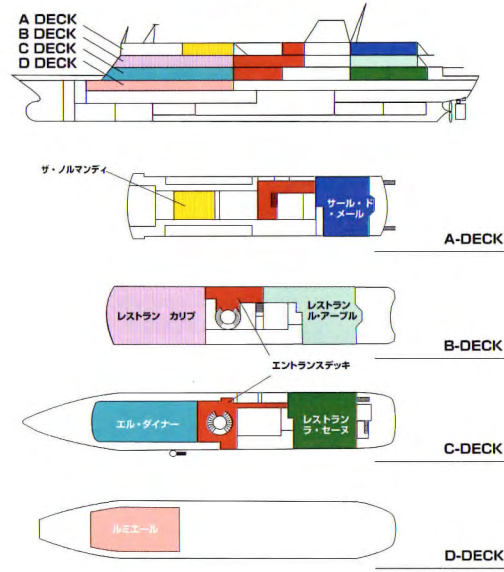 A DECK
B DECK
C DECK
D DECK
ザ・ノルマンディ
サール・ド
・メール
A-DECK
レストラン カリブ
レストラン
ル・アーブル
B-DECK
エントランスデッキ
エル・ダイナー
レストラン
ラ・セーヌ
C-DECK
ルミエール
D-DECK